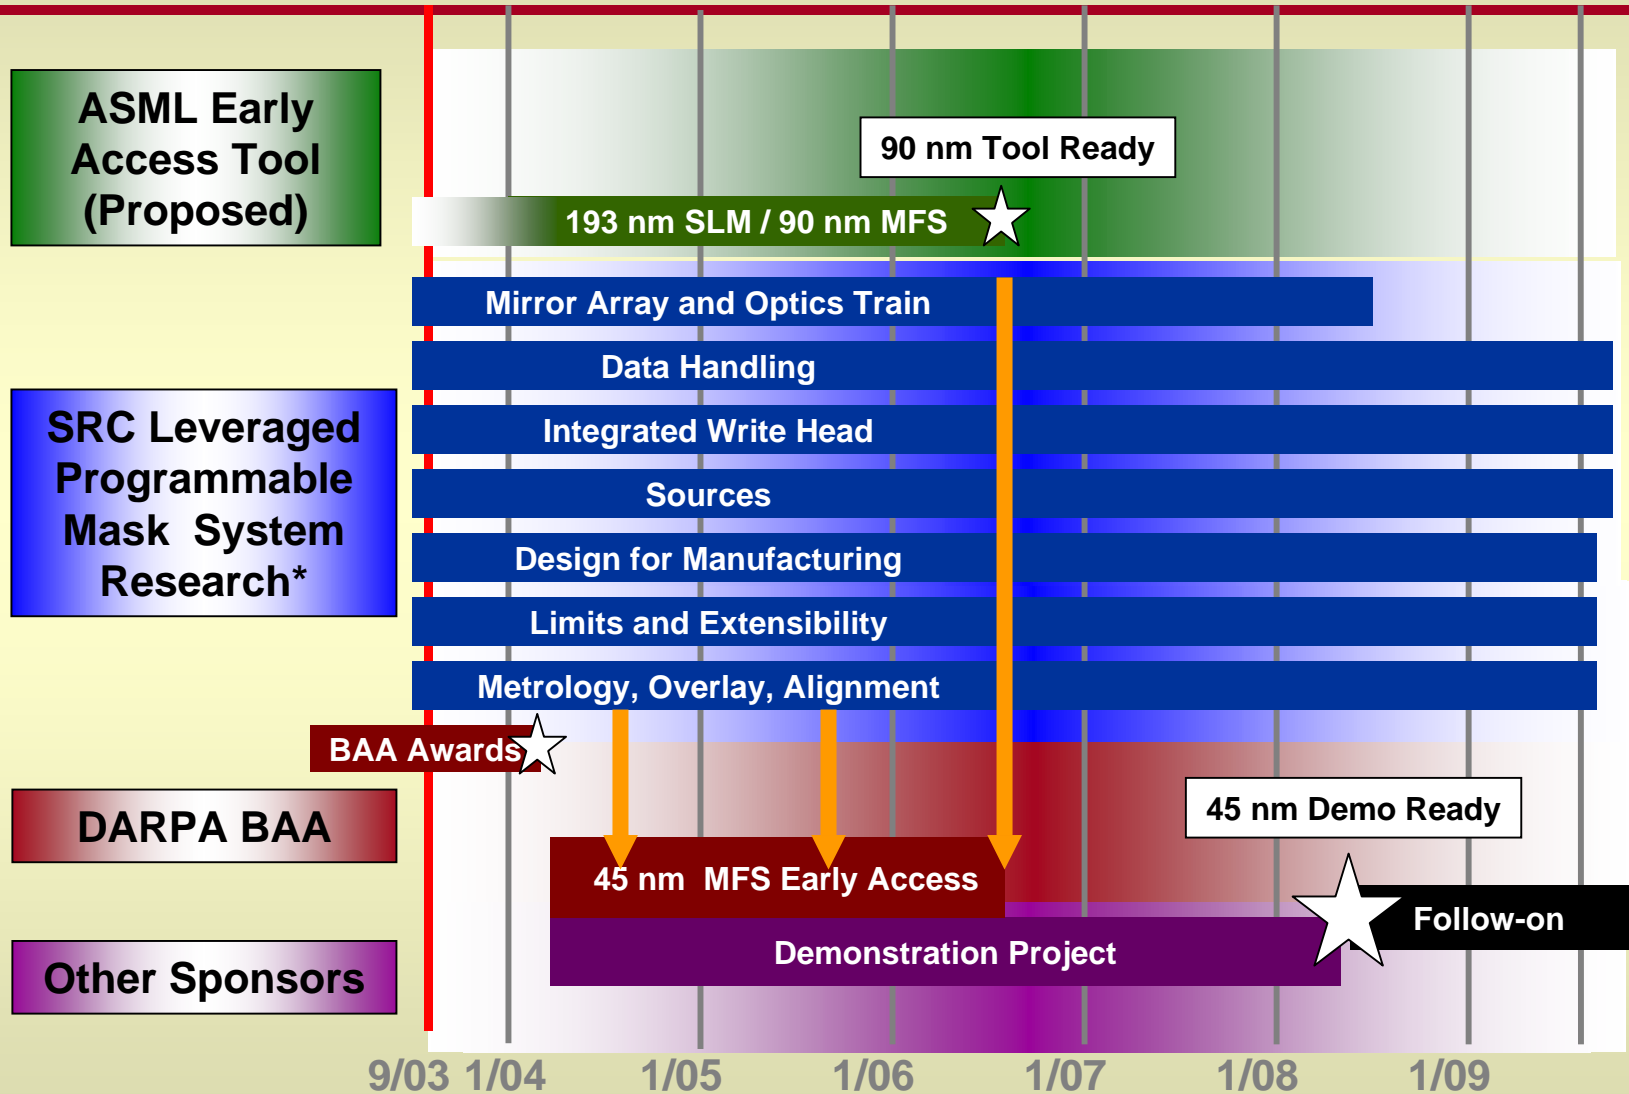 ASML Early
Access Tool
(Proposed)
90 nm Tool Ready
193 nm SLM / 90 nm MFS
SRC Leveraged
Programmable
Mask System
Research*
Mirror Array and Optics Train
Data Handling
Integrated Write Head
Sources
Design for Manufacturing
Limits and Extensibility
Metrology, Overlay, Alignment
BAA Awards
DARPA BAA
45 nm Demo Ready
45 nm MFS Early Access
Follow-on
Other Sponsors
Demonstration Project
9/03 1/04 1/05 1/06 1/07 1/08 1/09